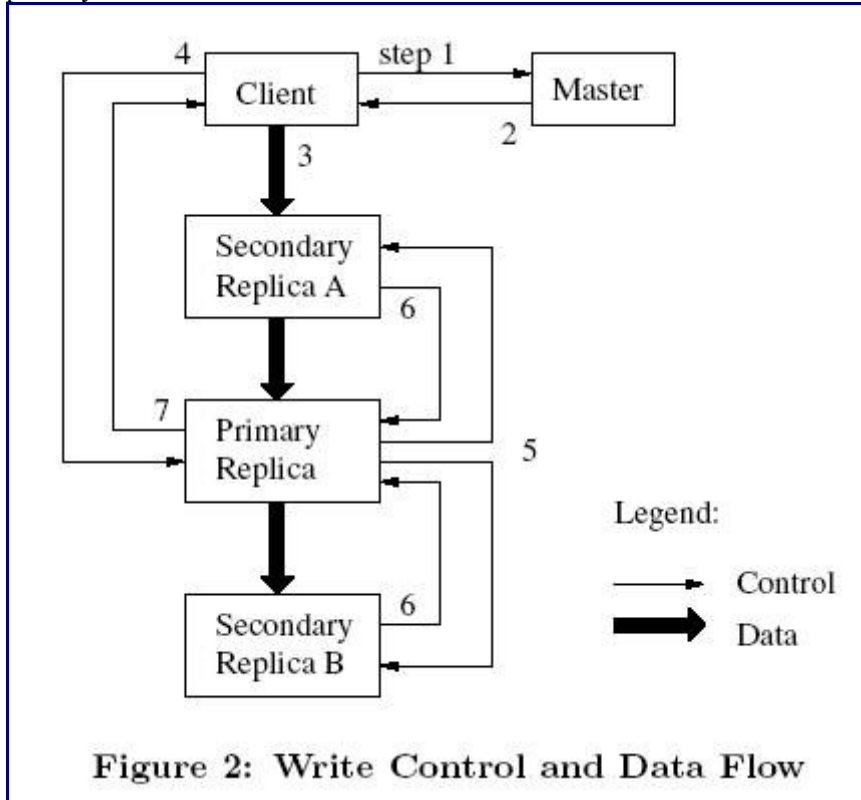 4
step 1
Client
Master
2
3
Secondary
Replica A
6
7
Primary
Replica
5
Legend:
Control
6
Secondary
Replica B
Data
Figure 2: Write Control and Data Flow